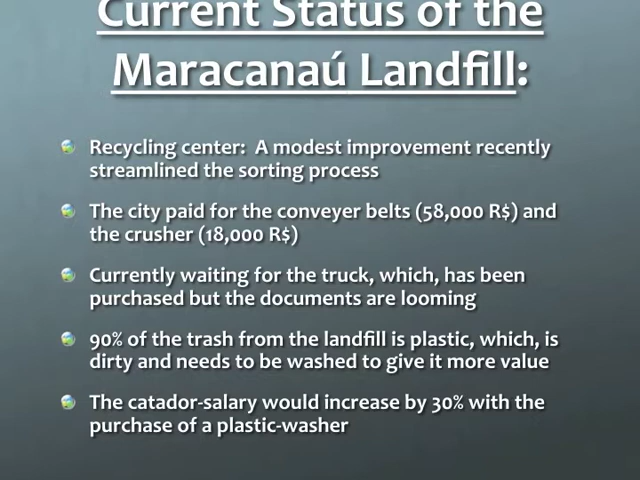 Current Status of the
Maracanaú Landfill:
Recycling center:  A modest improvement recently
streamlined the sorting process
The city paid for the conveyer belts (58,000 R$) and
the crusher (18,000 R$)
Currently waiting for the truck, which, has been
purchased but the documents are looming
90% of the trash from the landfill is plastic, which, is
dirty and needs to be washed to give it more value
The catador-salary would increase by 30% with the
purchase of a plastic-washer